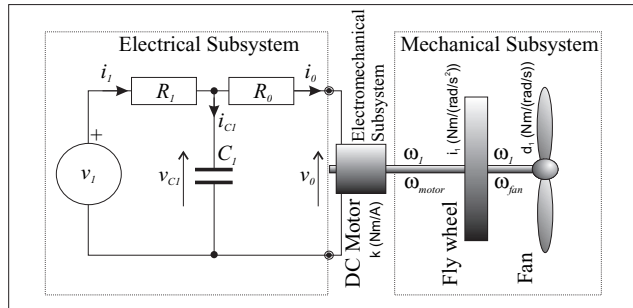 Electrical Subsystem
Mechanical Subsystem
Electromechanical
Subsystem
i1
R1
R0
i0
iC1
+
v1
vC1
C1
v0
ω1
ωmotor
i1 (Nm/(rad/s²))
ω1
ωfan
d1 (Nm/(rad/s))
DC Motor
k (Nm/A)
Fly wheel
Fan